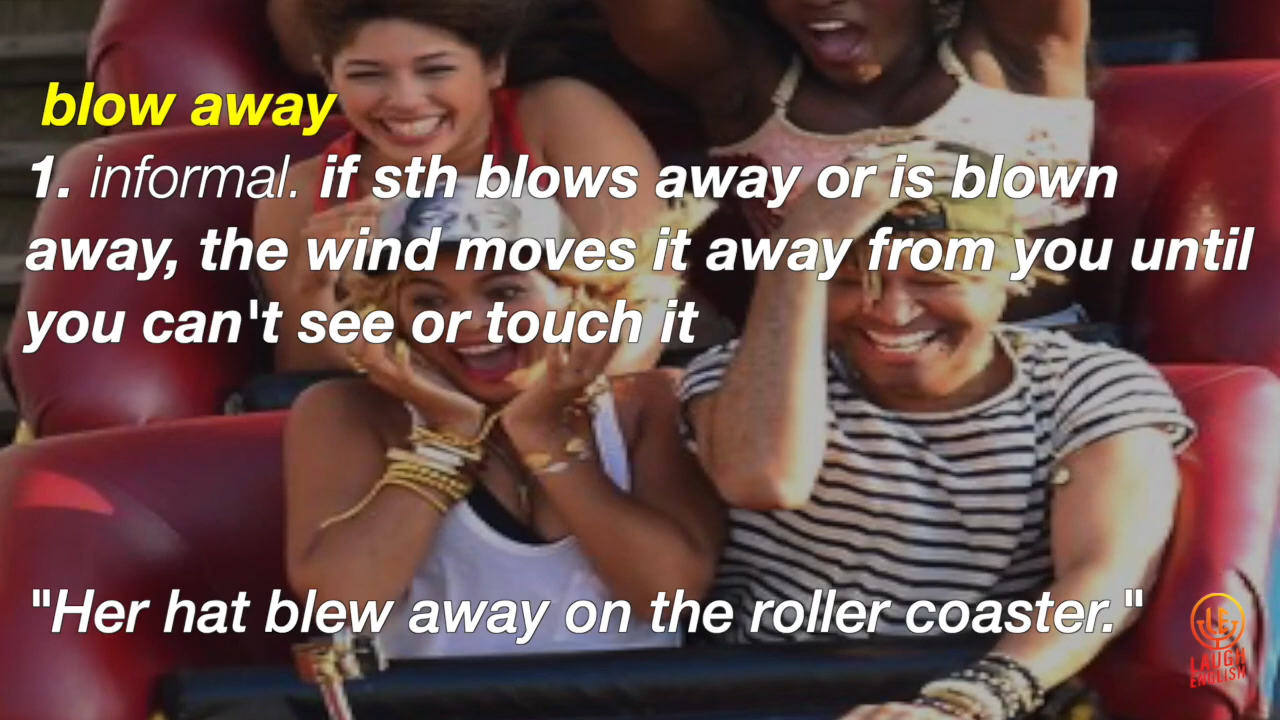 blow away
1. informal. if sth blows away or is blown
away, the wind moves it away from you until
you can't see or touch it
"Her hat blew away on the roller coaster."
LE
LAUGH
ENGLISH